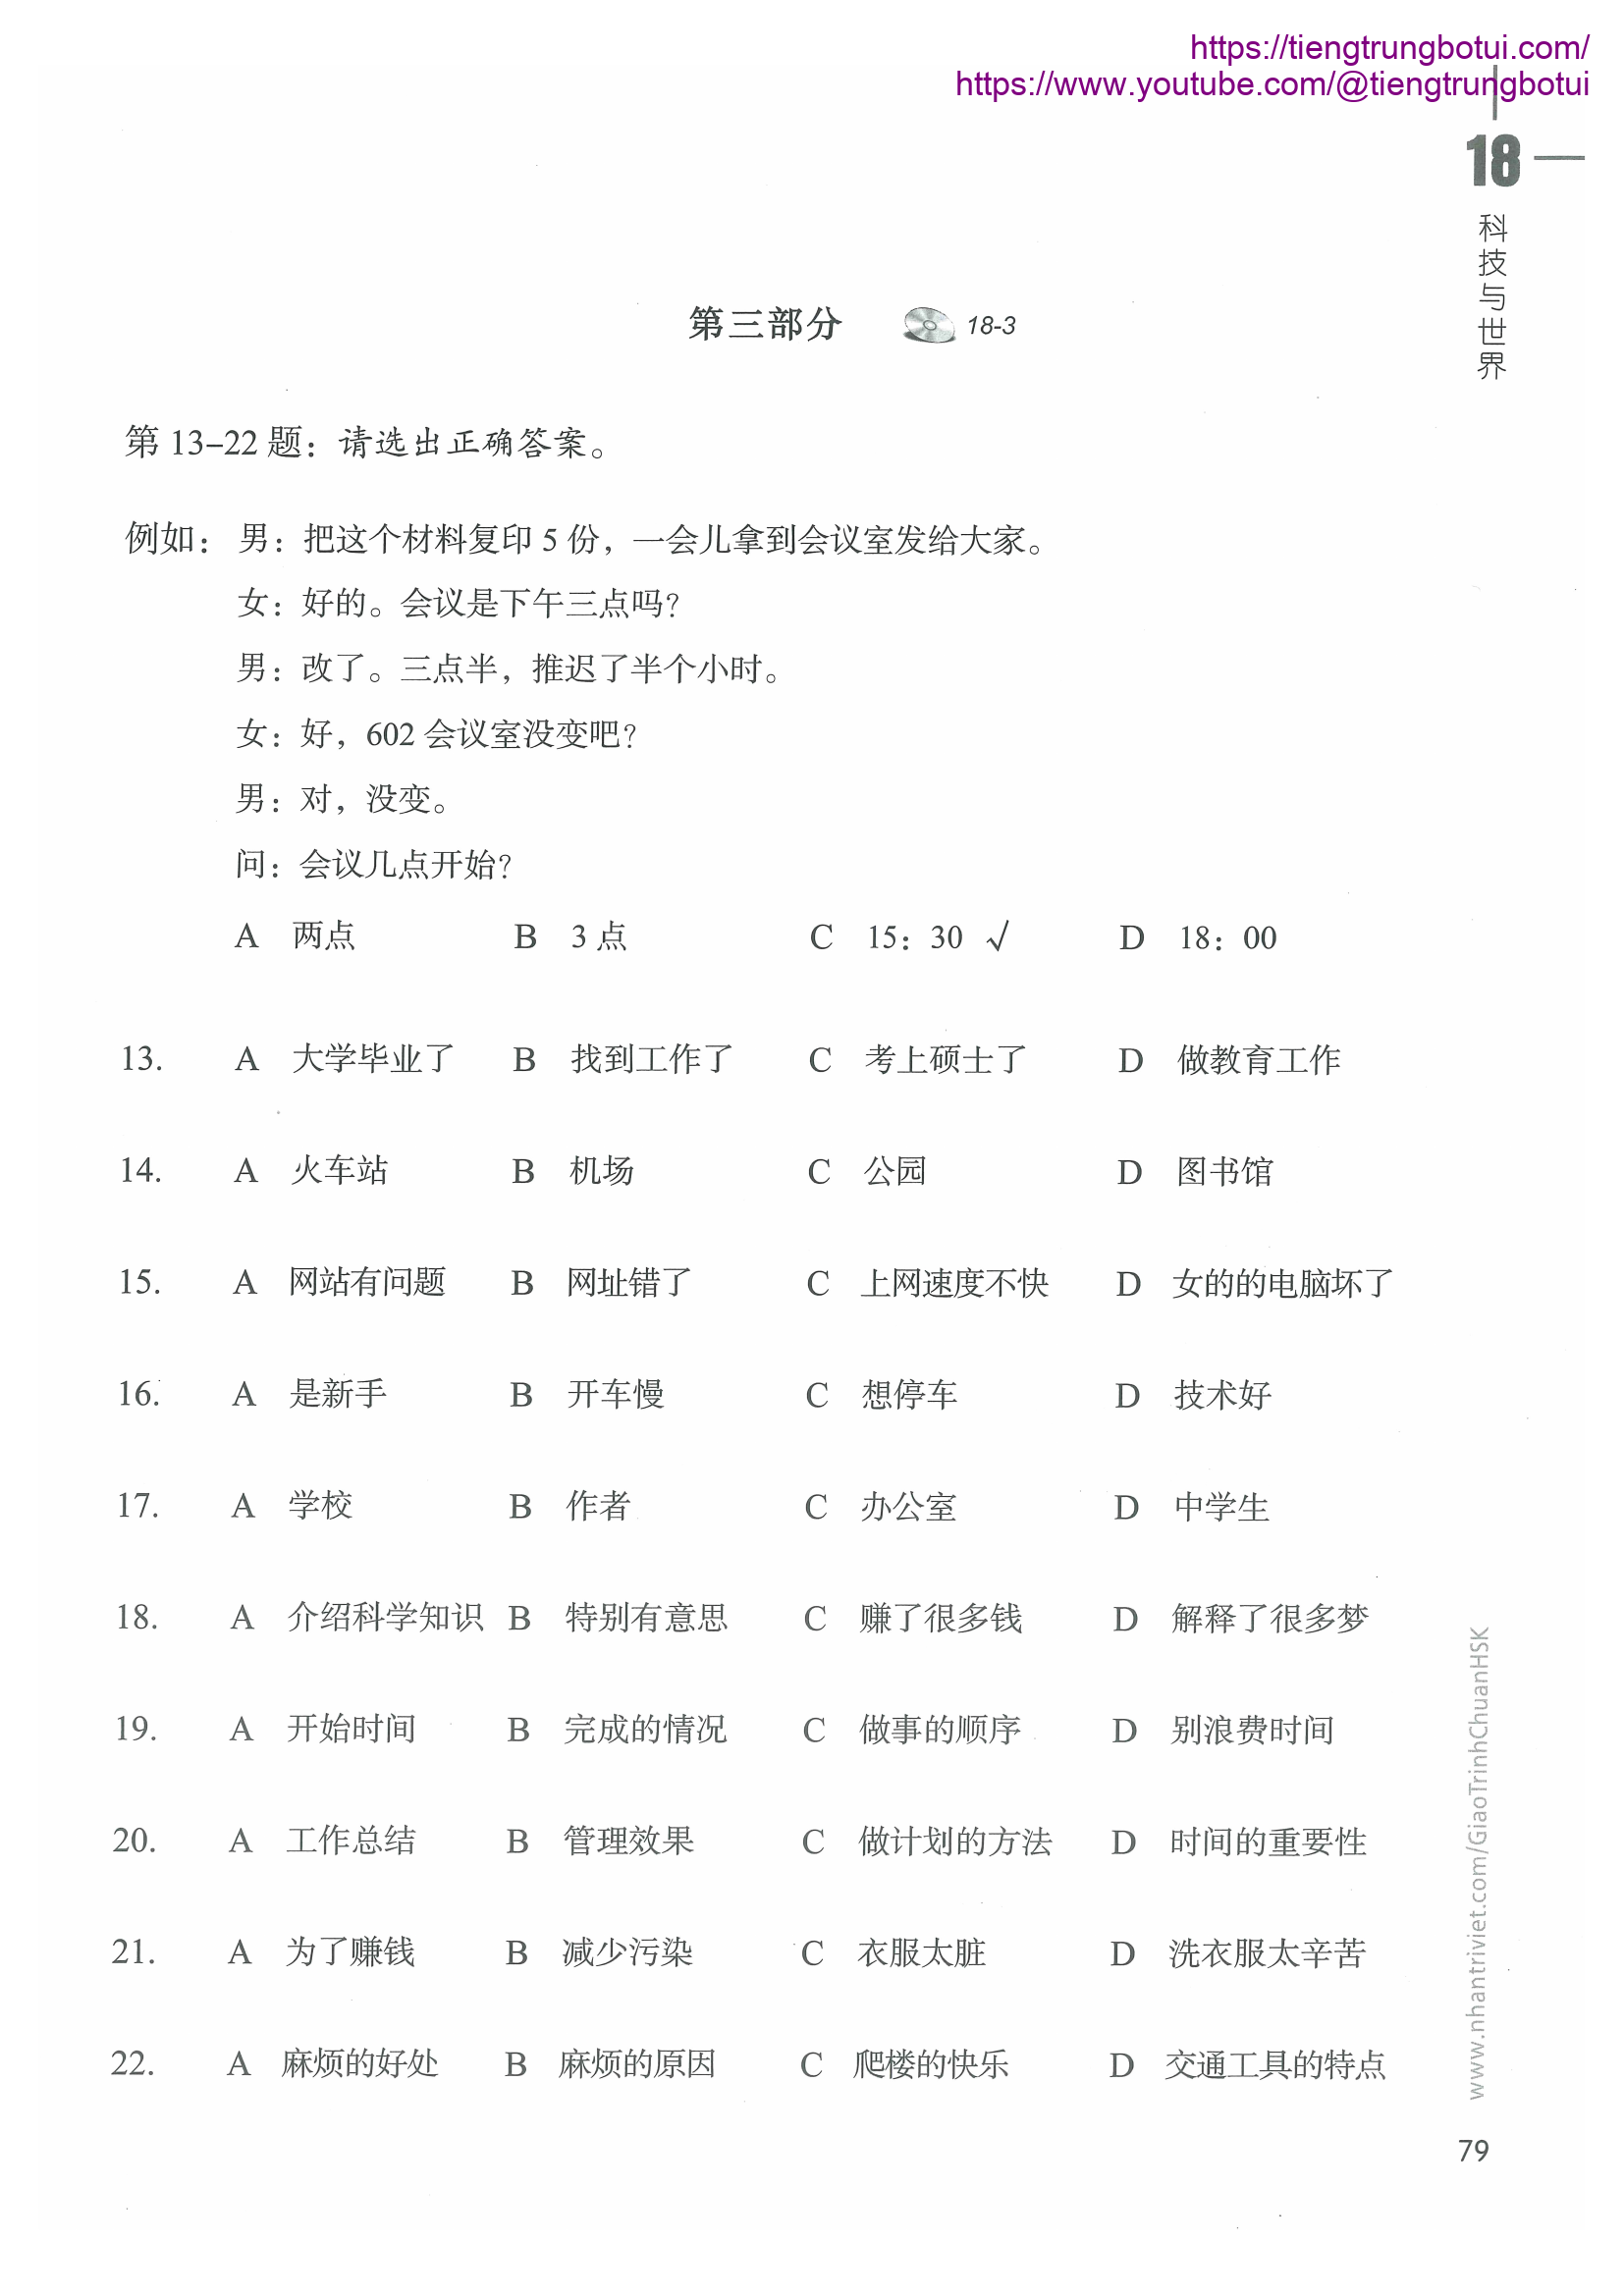 https://tiengtrungbotui.com/
https://www.youtube.com/@tiengtrungbotui
18
科技与世界
第三部分 18-3
第 13–22 题：请选出正确答案。
例如： 男：把这个材料复印 5 份，一会儿拿到会议室发给大家。
女：好的。会议是下午三点吗？
男：改了。三点半，推迟了半个小时。
女：好，602 会议室没变吧？
男：对，没变。
问：会议几点开始？
A 两点 B 3 点 C 15：30 √ D 18：00
13. A 大学毕业了 B 找到工作了 C 考上硕士了 D 做教育工作
14. A 火车站 B 机场 C 公园 D 图书馆
15. A 网站有问题 B 网址错了 C 上网速度不快 D 女的的电脑坏了
16. A 是新手 B 开车慢 C 想停车 D 技术好
17. A 学校 B 作者 C 办公室 D 中学生
18. A 介绍科学知识 B 特别有意思 C 赚了很多钱 D 解释了很多梦
19. A 开始时间 B 完成的情况 C 做事的顺序 D 别浪费时间
20. A 工作总结 B 管理效果 C 做计划的方法 D 时间的重要性
21. A 为了赚钱 B 减少污染 C 衣服太脏 D 洗衣服太辛苦
22. A 麻烦的好处 B 麻烦的原因 C 爬楼的快乐 D 交通工具的特点
www.nhantriviet.com/GiaoTrinhChuanHSK
79